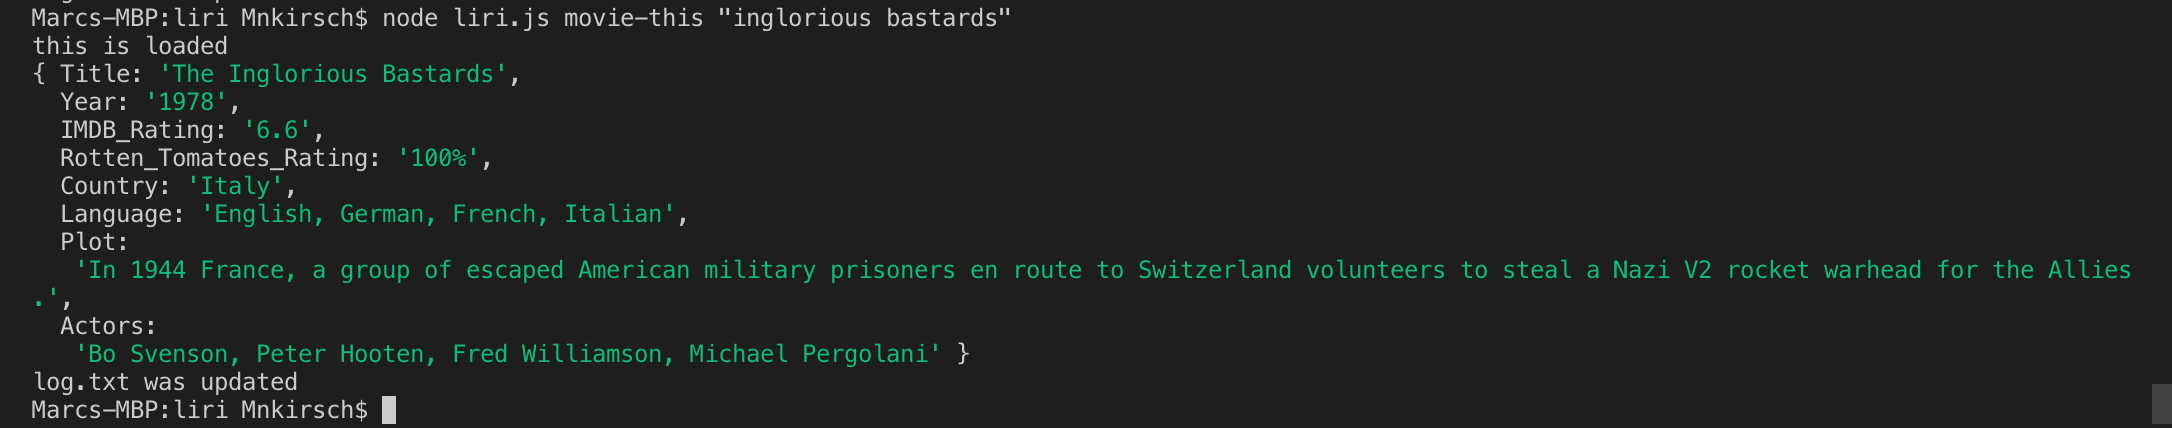 Marcs-MBP:liri Mnkirsch$ node liri.js movie-this "inglorious bastards"
this is loaded
{ Title: 'The Inglorious Bastards',
  Year: '1978',
  IMDB_Rating: '6.6',
  Rotten_Tomatoes_Rating: '100%',
  Country: 'Italy',
  Language: 'English, German, French, Italian',
  Plot:
   'In 1944 France, a group of escaped American military prisoners en route to Switzerland volunteers to steal a Nazi V2 rocket warhead for the Allies
.',
  Actors:
   'Bo Svenson, Peter Hooten, Fred Williamson, Michael Pergolani' }
log.txt was updated
Marcs-MBP:liri Mnkirsch$